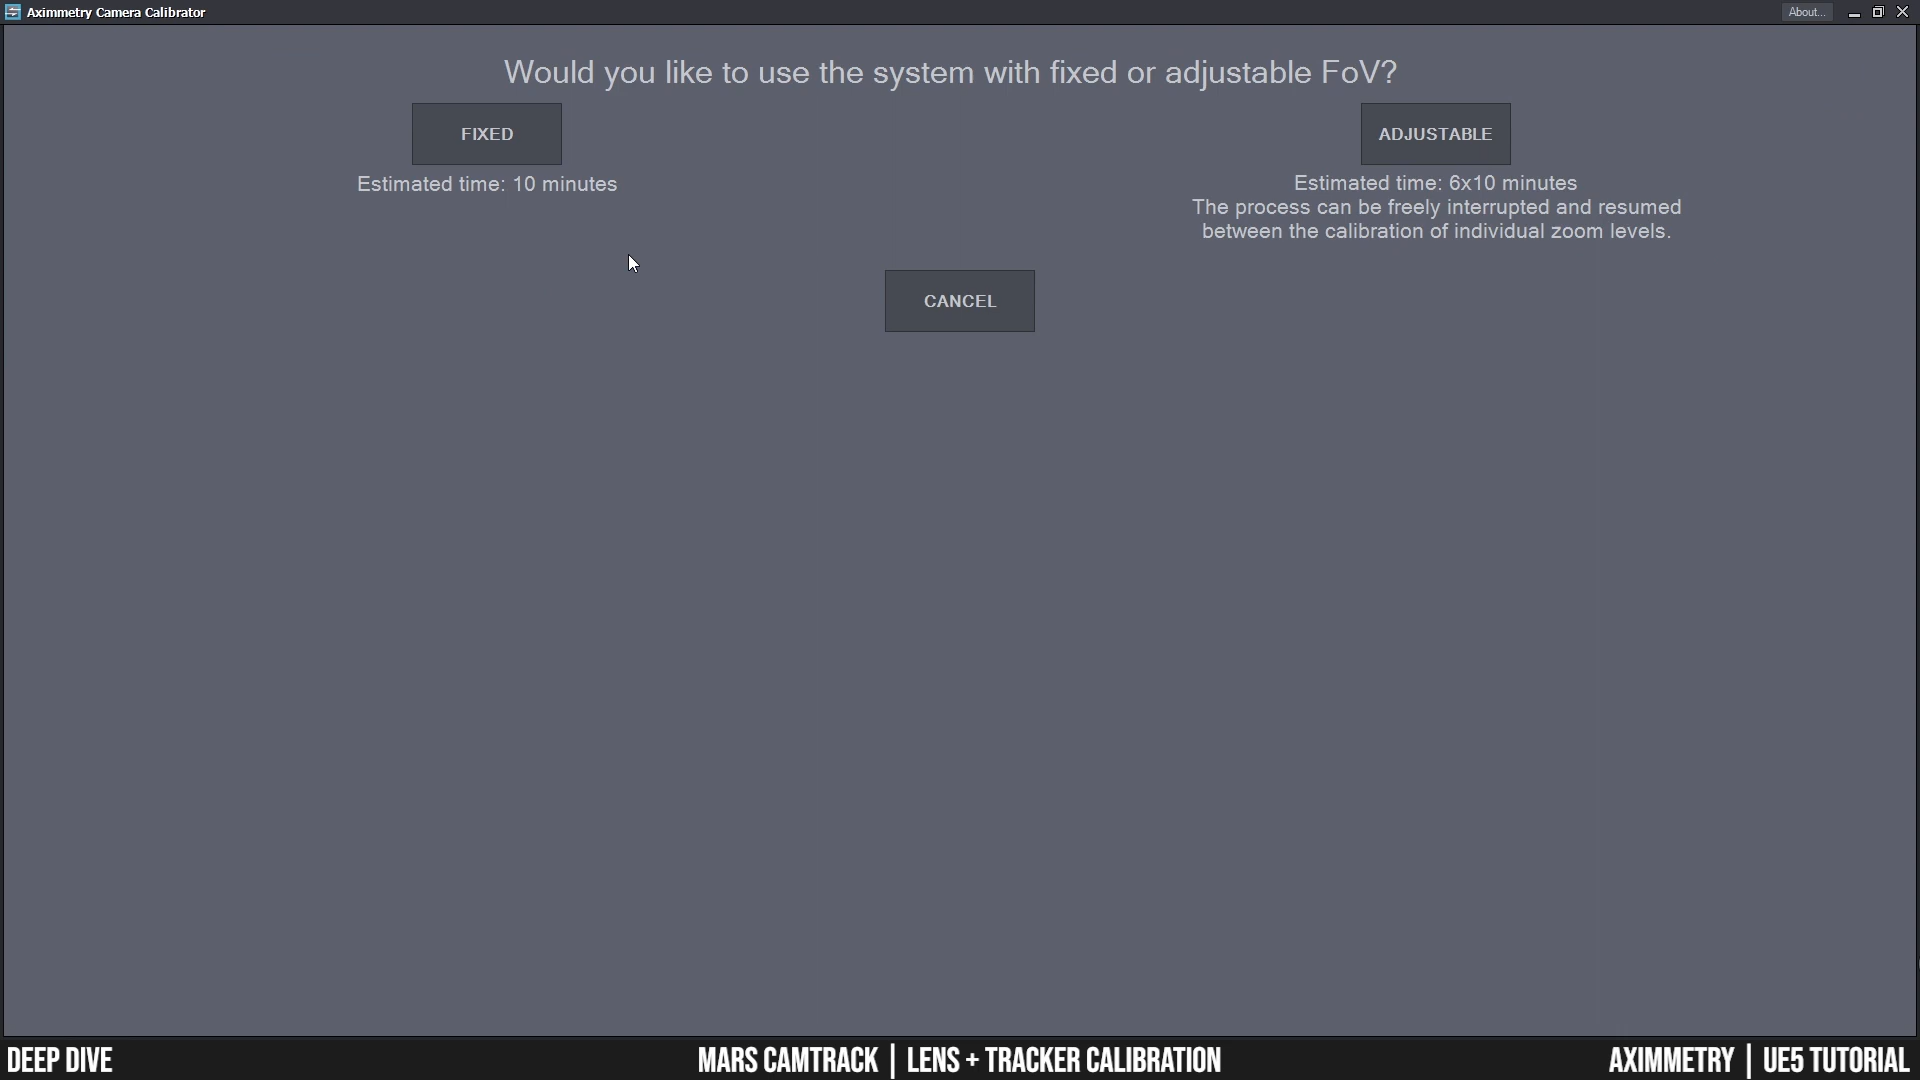 Aximmetry Camera Calibrator
About...
Would you like to use the system with fixed or adjustable FoV?
FIXED
ADJUSTABLE
Estimated time: 10 minutes
Estimated time: 6x10 minutes
The process can be freely interrupted and resumed
between the calibration of individual zoom levels.
CANCEL
DEEP DIVE
MARS CAMTRACK | LENS + TRACKER CALIBRATION
AXIMMETRY | UE5 TUTORIAL